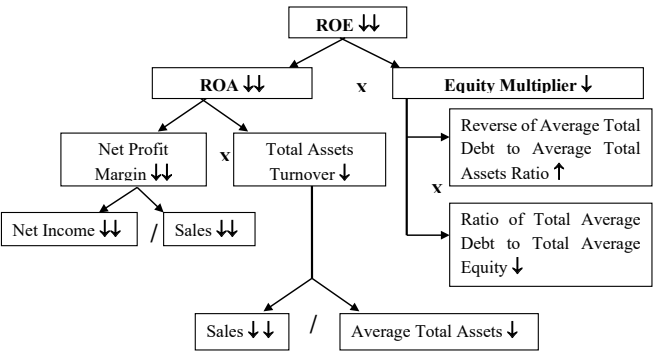 ROE ↓↓
ROA ↓↓
x
Equity Multiplier ↓
Net Profit
Margin ↓↓
x
Total Assets
Turnover ↓
x
Reverse of Average Total
Debt to Average Total
Assets Ratio ↑
Net Income ↓↓
/
Sales ↓↓
Ratio of Total Average
Debt to Total Average
Equity ↓
Sales ↓↓
/
Average Total Assets ↓